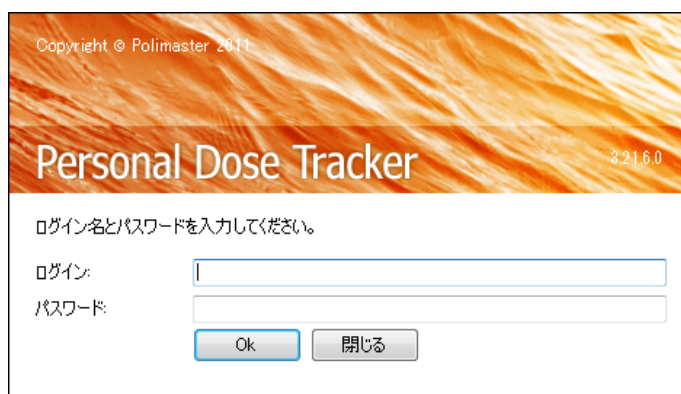 Copyright © Polimaster 2011
Personal Dose Tracker
3.21.6.0
ログイン名とパスワードを入力してください。
ログイン:
パスワード:
Ok
閉じる